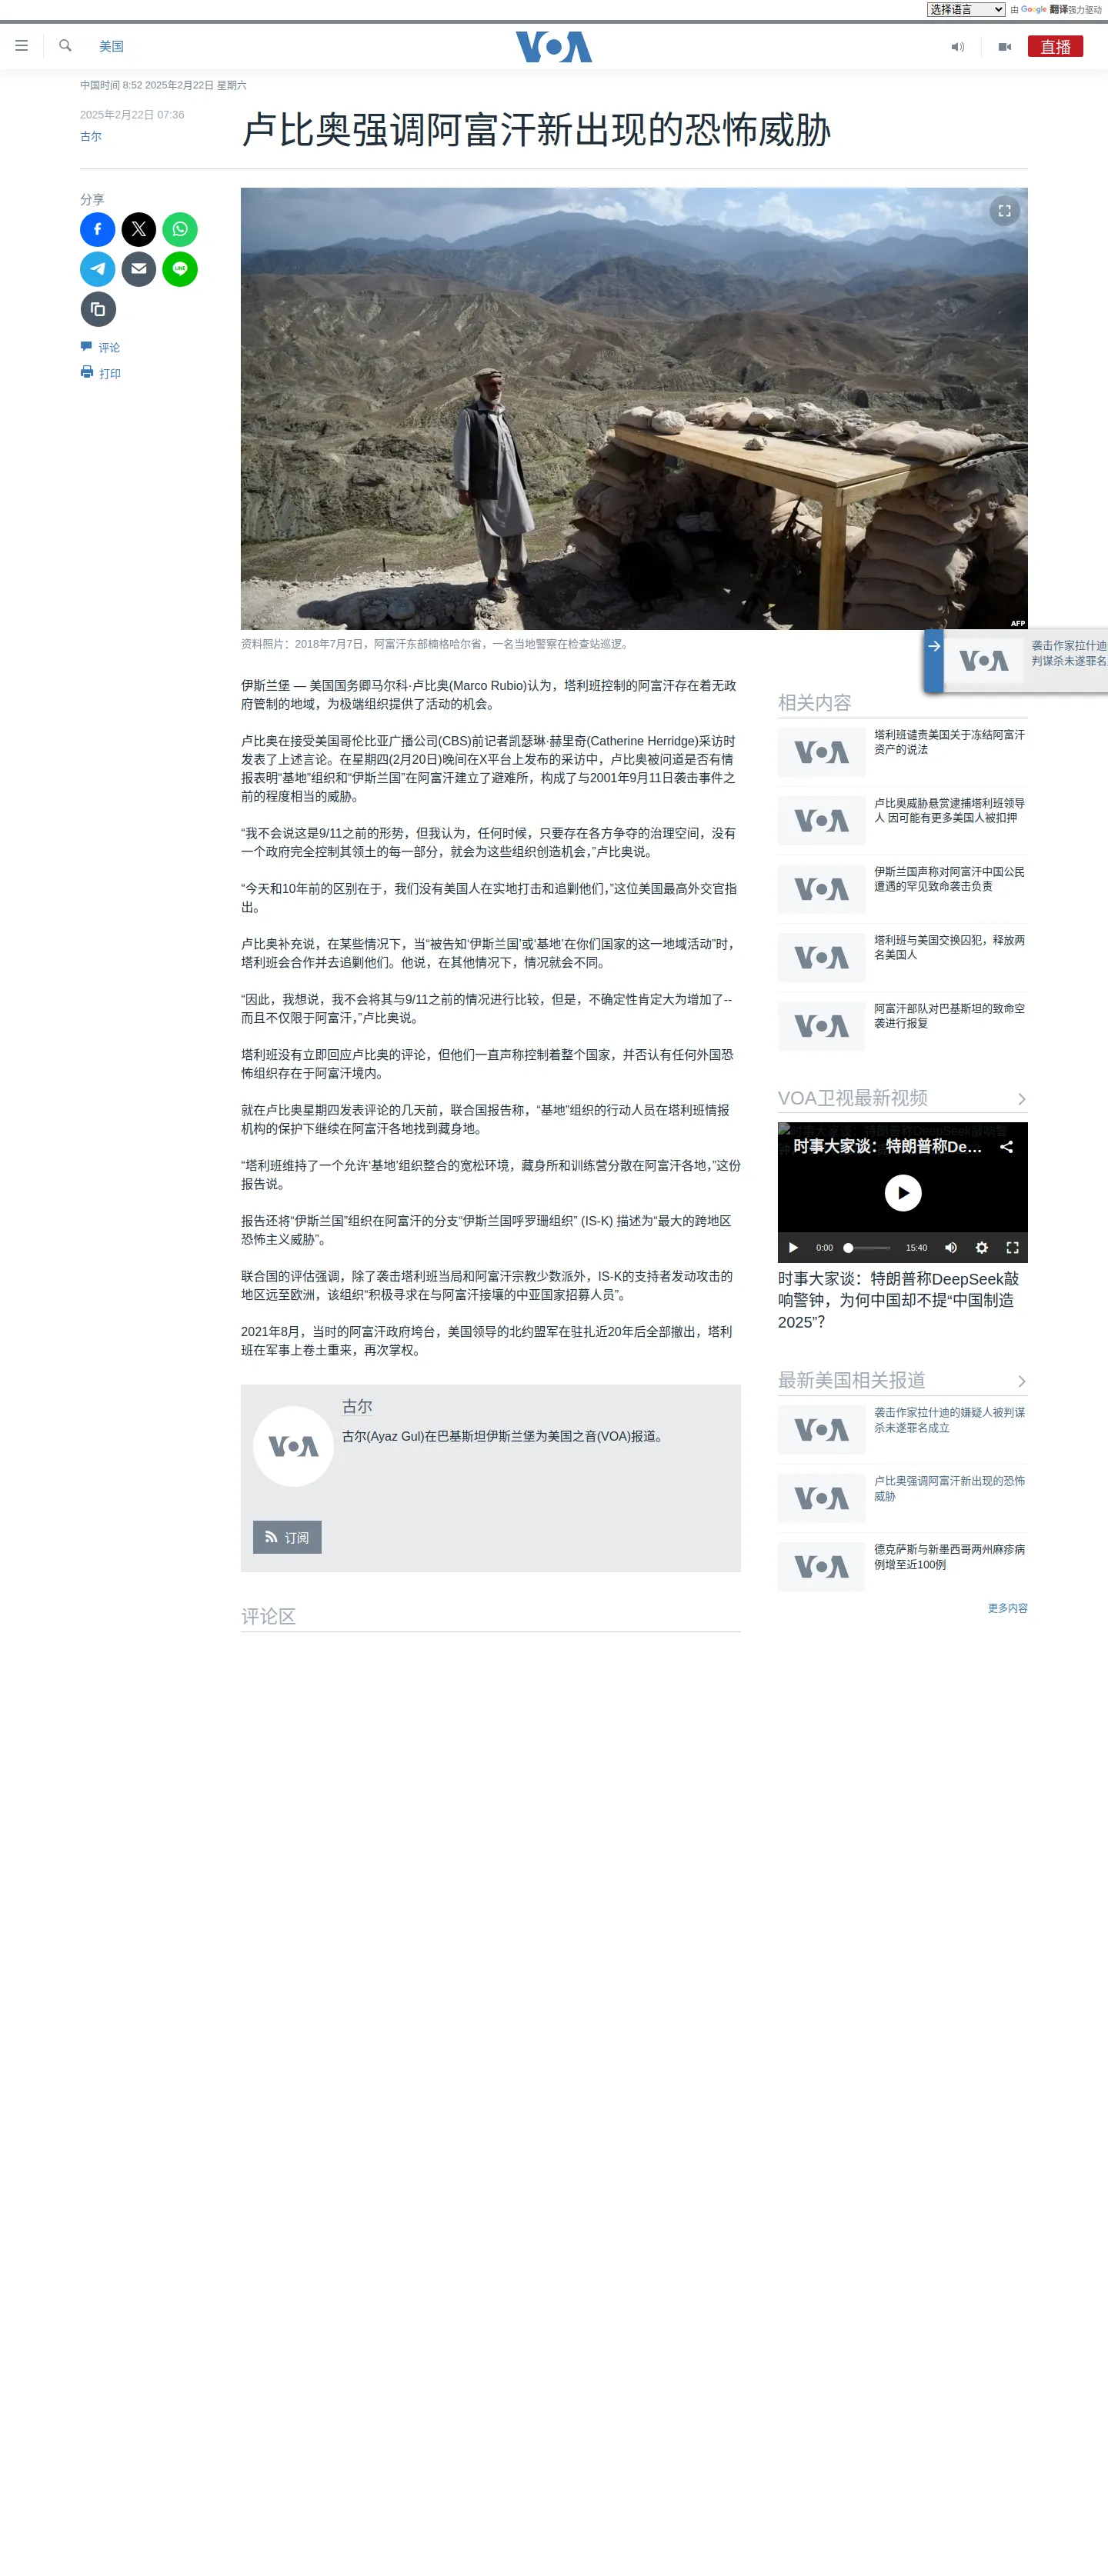 选择语言
由 Google 翻译强力驱动
美国
VOA
直播
中国时间 8:52 2025年2月22日 星期六
2025年2月22日 07:36
古尔
卢比奥强调阿富汗新出现的恐怖威胁
分享
LINE
评论
打印
AFP
资料照片：2018年7月7日，阿富汗东部楠格哈尔省，一名当地警察在检查站巡逻。
VOA
袭击作家拉什迪
判谋杀未遂罪名
伊斯兰堡 — 美国国务卿马尔科·卢比奥(Marco Rubio)认为，塔利班控制的阿富汗存在着无政
府管制的地域，为极端组织提供了活动的机会。
卢比奥在接受美国哥伦比亚广播公司(CBS)前记者凯瑟琳·赫里奇(Catherine Herridge)采访时
发表了上述言论。在星期四(2月20日)晚间在X平台上发布的采访中，卢比奥被问道是否有情
报表明“基地”组织和“伊斯兰国”在阿富汗建立了避难所，构成了与2001年9月11日袭击事件之
前的程度相当的威胁。
“我不会说这是9/11之前的形势，但我认为，任何时候，只要存在各方争夺的治理空间，没有
一个政府完全控制其领土的每一部分，就会为这些组织创造机会，”卢比奥说。
“今天和10年前的区别在于，我们没有美国人在实地打击和追剿他们，”这位美国最高外交官指
出。
卢比奥补充说，在某些情况下，当“被告知‘伊斯兰国’或‘基地’在你们国家的这一地域活动”时，
塔利班会合作并去追剿他们。他说，在其他情况下，情况就会不同。
“因此，我想说，我不会将其与9/11之前的情况进行比较，但是，不确定性肯定大为增加了--
而且不仅限于阿富汗，”卢比奥说。
塔利班没有立即回应卢比奥的评论，但他们一直声称控制着整个国家，并否认有任何外国恐
怖组织存在于阿富汗境内。
就在卢比奥星期四发表评论的几天前，联合国报告称，“基地”组织的行动人员在塔利班情报
机构的保护下继续在阿富汗各地找到藏身地。
“塔利班维持了一个允许‘基地’组织整合的宽松环境，藏身所和训练营分散在阿富汗各地，”这份
报告说。
报告还将“伊斯兰国”组织在阿富汗的分支“伊斯兰国呼罗珊组织” (IS-K) 描述为“最大的跨地区
恐怖主义威胁”。
联合国的评估强调，除了袭击塔利班当局和阿富汗宗教少数派外，IS-K的支持者发动攻击的
地区远至欧洲，该组织“积极寻求在与阿富汗接壤的中亚国家招募人员”。
2021年8月，当时的阿富汗政府垮台，美国领导的北约盟军在驻扎近20年后全部撤出，塔利
班在军事上卷土重来，再次掌权。
VOA
古尔
古尔(Ayaz Gul)在巴基斯坦伊斯兰堡为美国之音(VOA)报道。
订阅
评论区
相关内容
VOA
塔利班谴责美国关于冻结阿富汗
资产的说法
VOA
卢比奥威胁悬赏逮捕塔利班领导
人 因可能有更多美国人被扣押
VOA
伊斯兰国声称对阿富汗中国公民
遭遇的罕见致命袭击负责
VOA
塔利班与美国交换囚犯，释放两
名美国人
VOA
阿富汗部队对巴基斯坦的致命空
袭进行报复
VOA卫视最新视频
时事大家谈：特朗普称De...
0:00
15:40
时事大家谈：特朗普称DeepSeek敲
响警钟，为何中国却不提“中国制造
2025”？
最新美国相关报道
VOA
袭击作家拉什迪的嫌疑人被判谋
杀未遂罪名成立
VOA
卢比奥强调阿富汗新出现的恐怖
威胁
VOA
德克萨斯与新墨西哥两州麻疹病
例增至近100例
更多内容